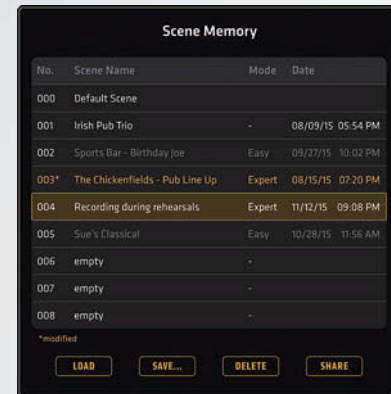 Scene Memory
No. Scene Name Mode Date
000 Default Scene
001 Irish Pub Trio - 08/09/15 05:54 PM
002 Sports Bar - Birthday Joe Easy 09/27/15 10:02 PM
003* The Chickenfields - Pub Line Up Expert 08/15/15 07:20 PM
004 Recording during rehearsals Expert 11/12/15 09:08 PM
005 Sue's Classical Easy 10/28/15 11:56 AM
006 empty -
007 empty -
008 empty -
*modified
LOAD SAVE... DELETE SHARE